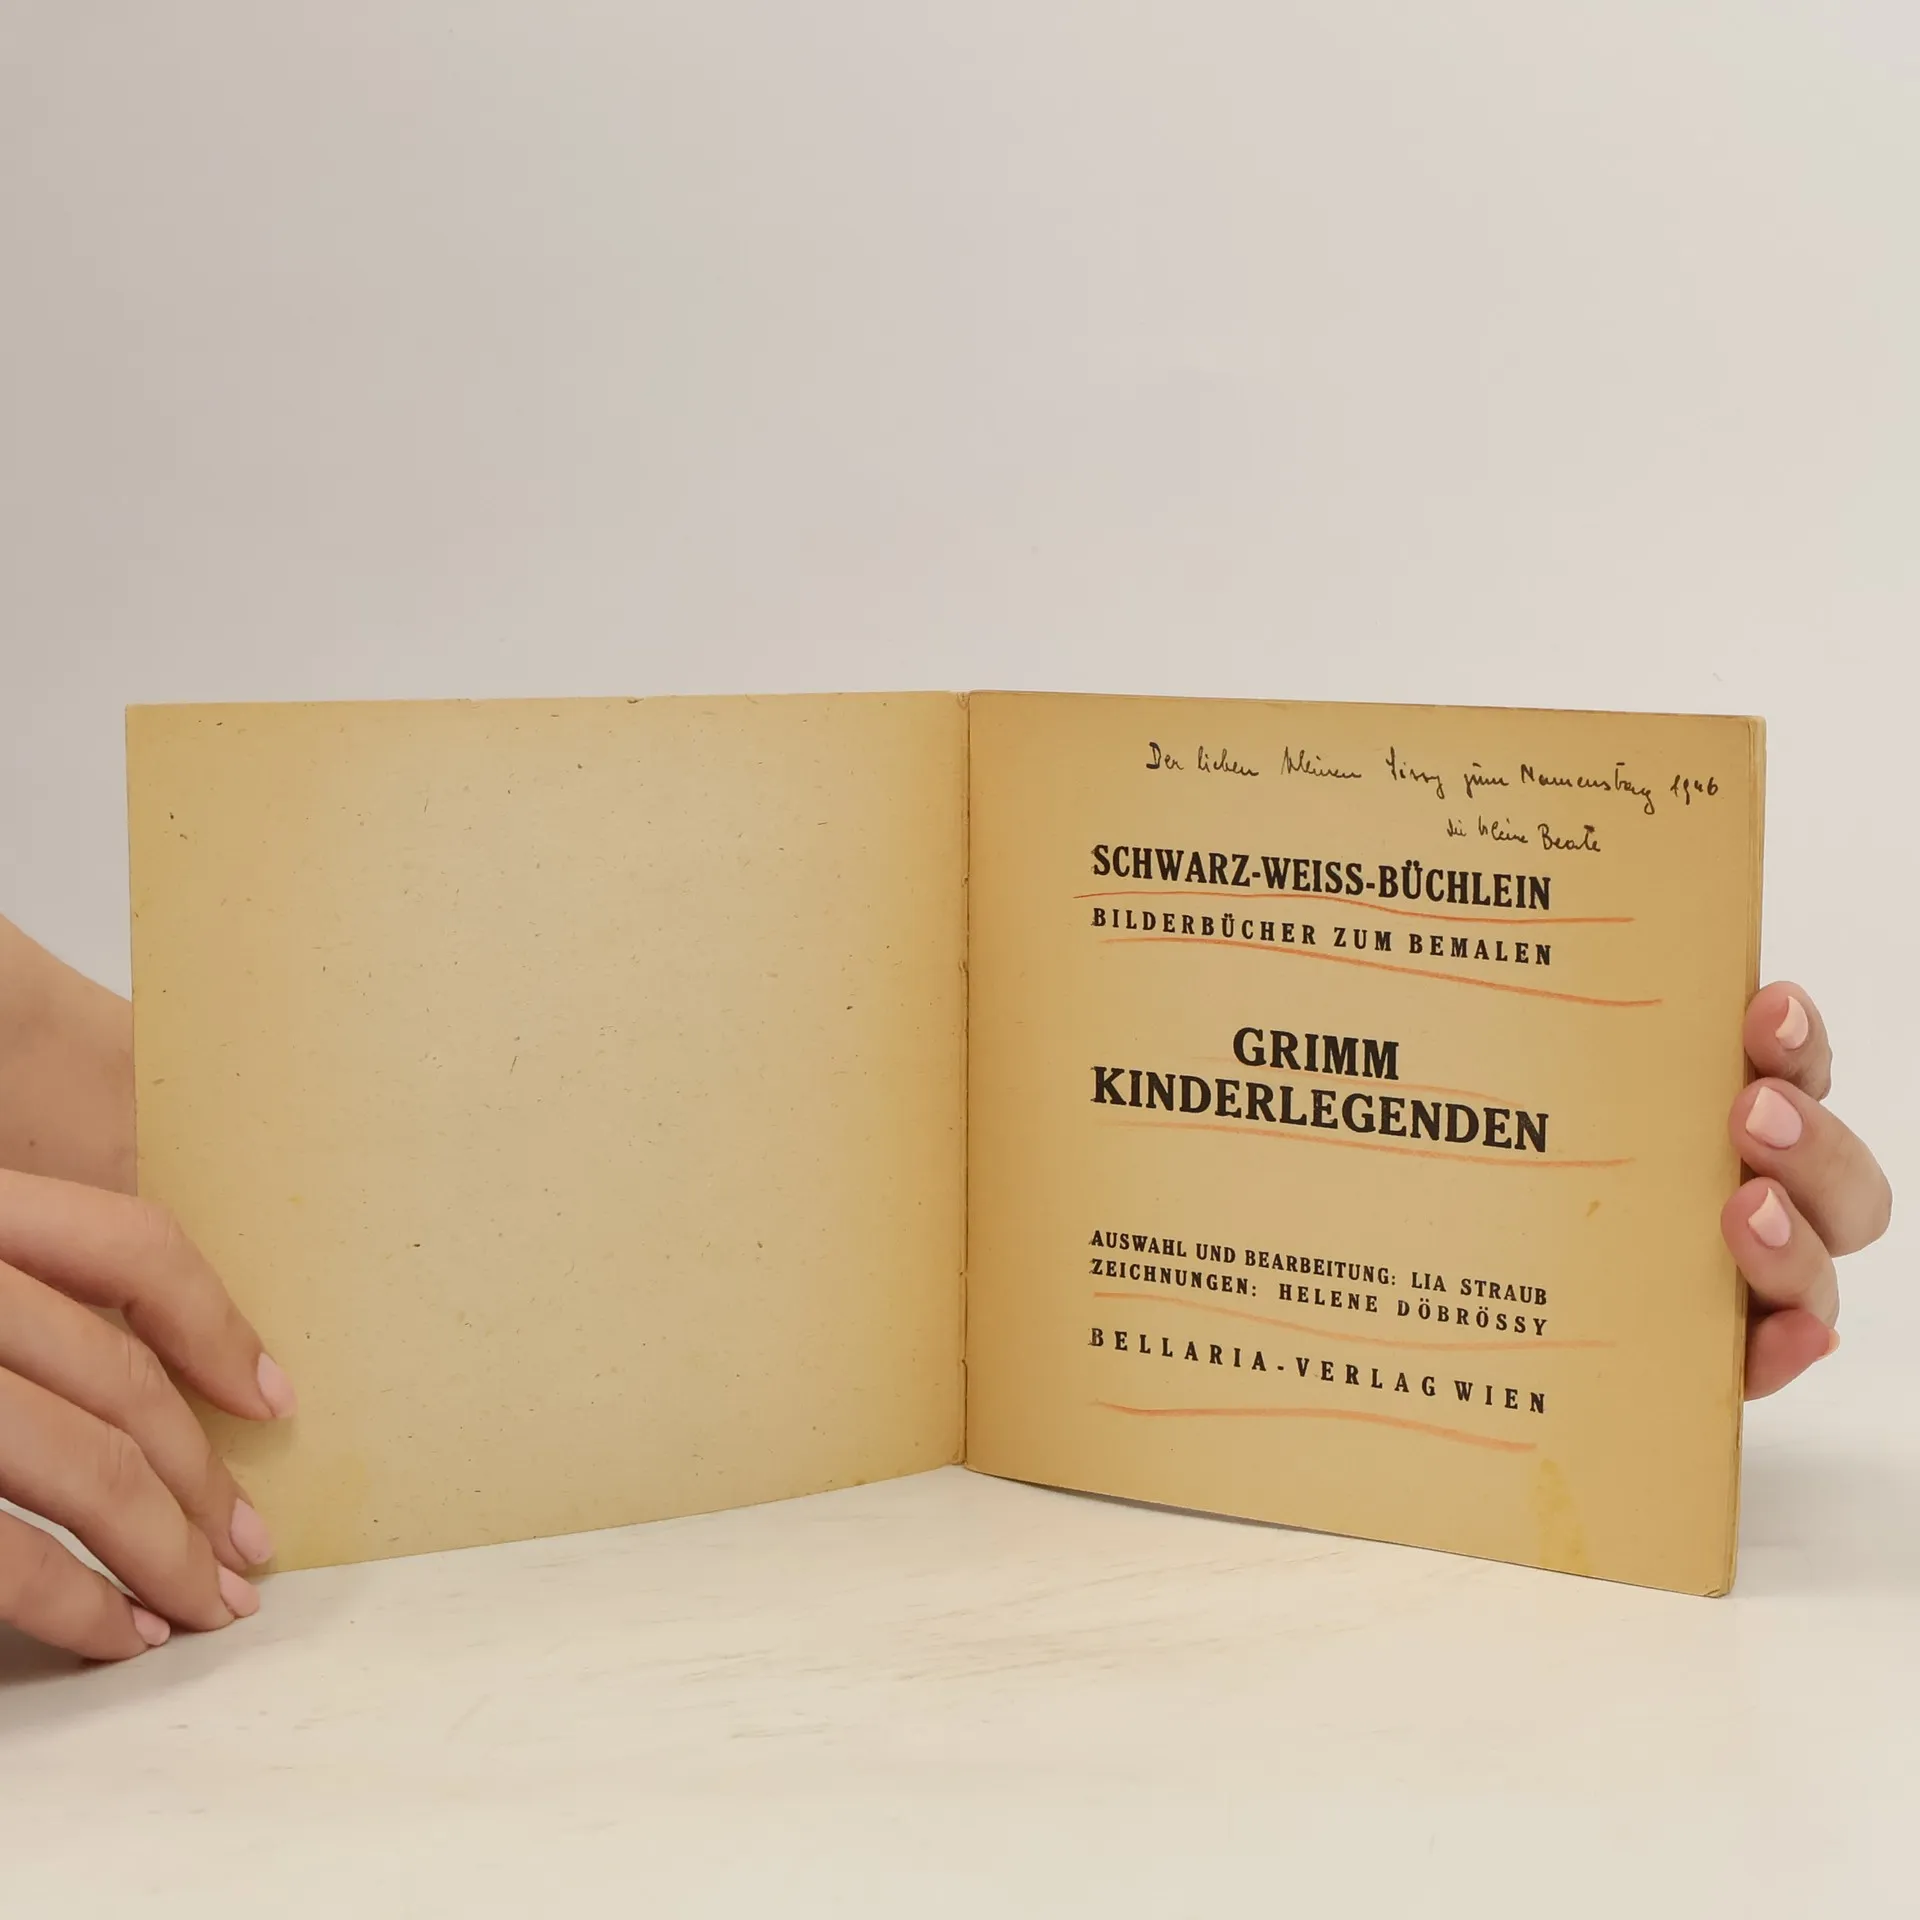 Der lieben kleinen Sissy zum Namenstag 1946
die kleine Beate
SCHWARZ-WEISS-BÜCHLEIN
BILDERBÜCHER ZUM BEMALEN
GRIMM
KINDERLEGENDEN
AUSWAHL UND BEARBEITUNG: LIA STRAUB
ZEICHNUNGEN: HELENE DÖBRÖSSY
BELLARIA-VERLAG WIEN